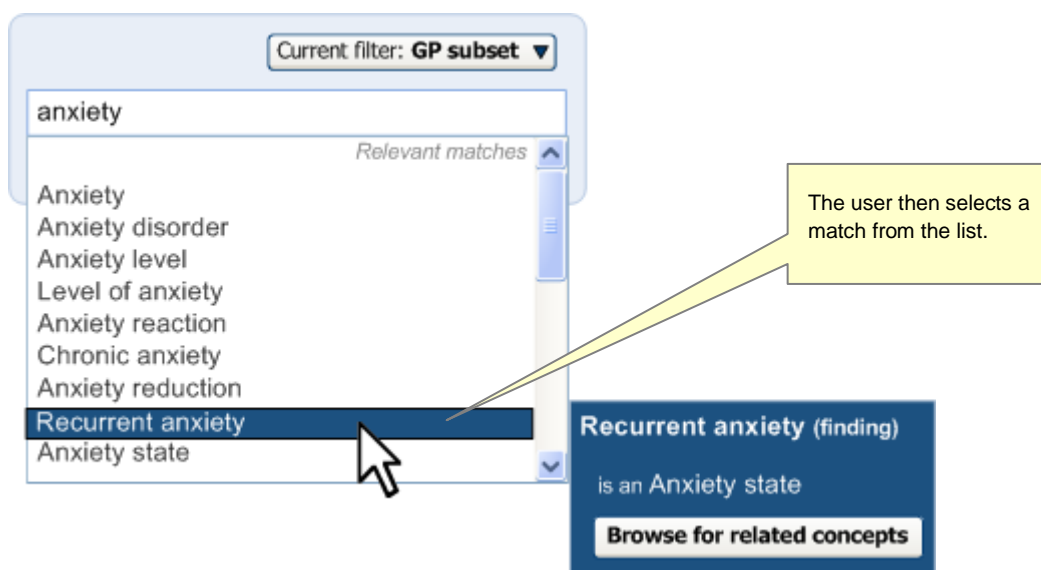 Current filter: GP subset ▼
anxiety
Relevant matches
Anxiety
Anxiety disorder
Anxiety level
Level of anxiety
Anxiety reaction
Chronic anxiety
Anxiety reduction
Recurrent anxiety
Anxiety state
The user then selects a
match from the list.
Recurrent anxiety (finding)
is an Anxiety state
Browse for related concepts